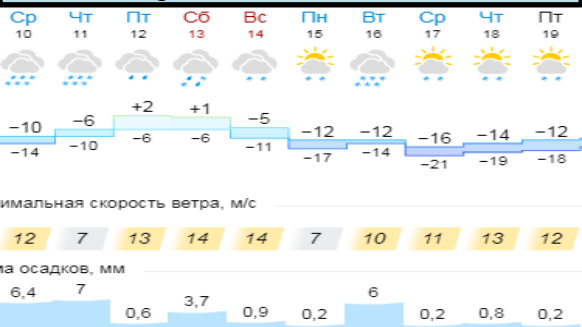 Ср Чт Пт Сб Вс Пн Вт Ср Чт Пт
10 11 12 13 14 15 16 17 18 19
−10 −6 +2 +1 −5 −12 −12 −16 −14 −12
−14 −10 −6 −6 −11 −17 −14 −21 −19 −18
имальная скорость ветра, м/с
12 7 13 14 14 7 10 11 13 12
ма осадков, мм
6,4 7 0,6 3,7 0,9 0,2 6 0,2 0,8 0,2